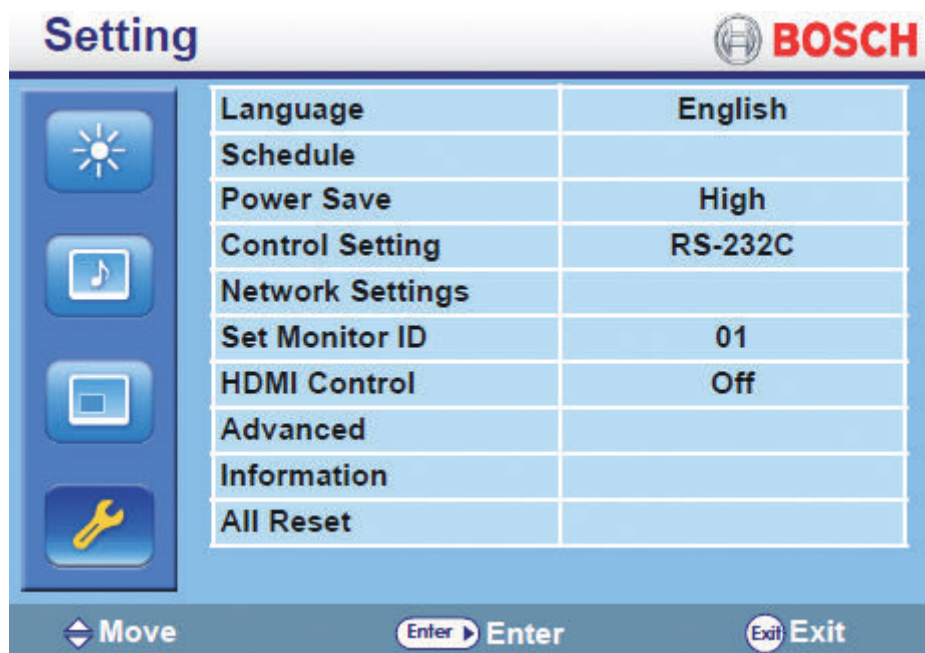 Setting BOSCH
Language English
Schedule
Power Save High
Control Setting RS-232C
Network Settings
Set Monitor ID 01
HDMI Control Off
Advanced
Information
All Reset
Move Enter Enter Exit Exit